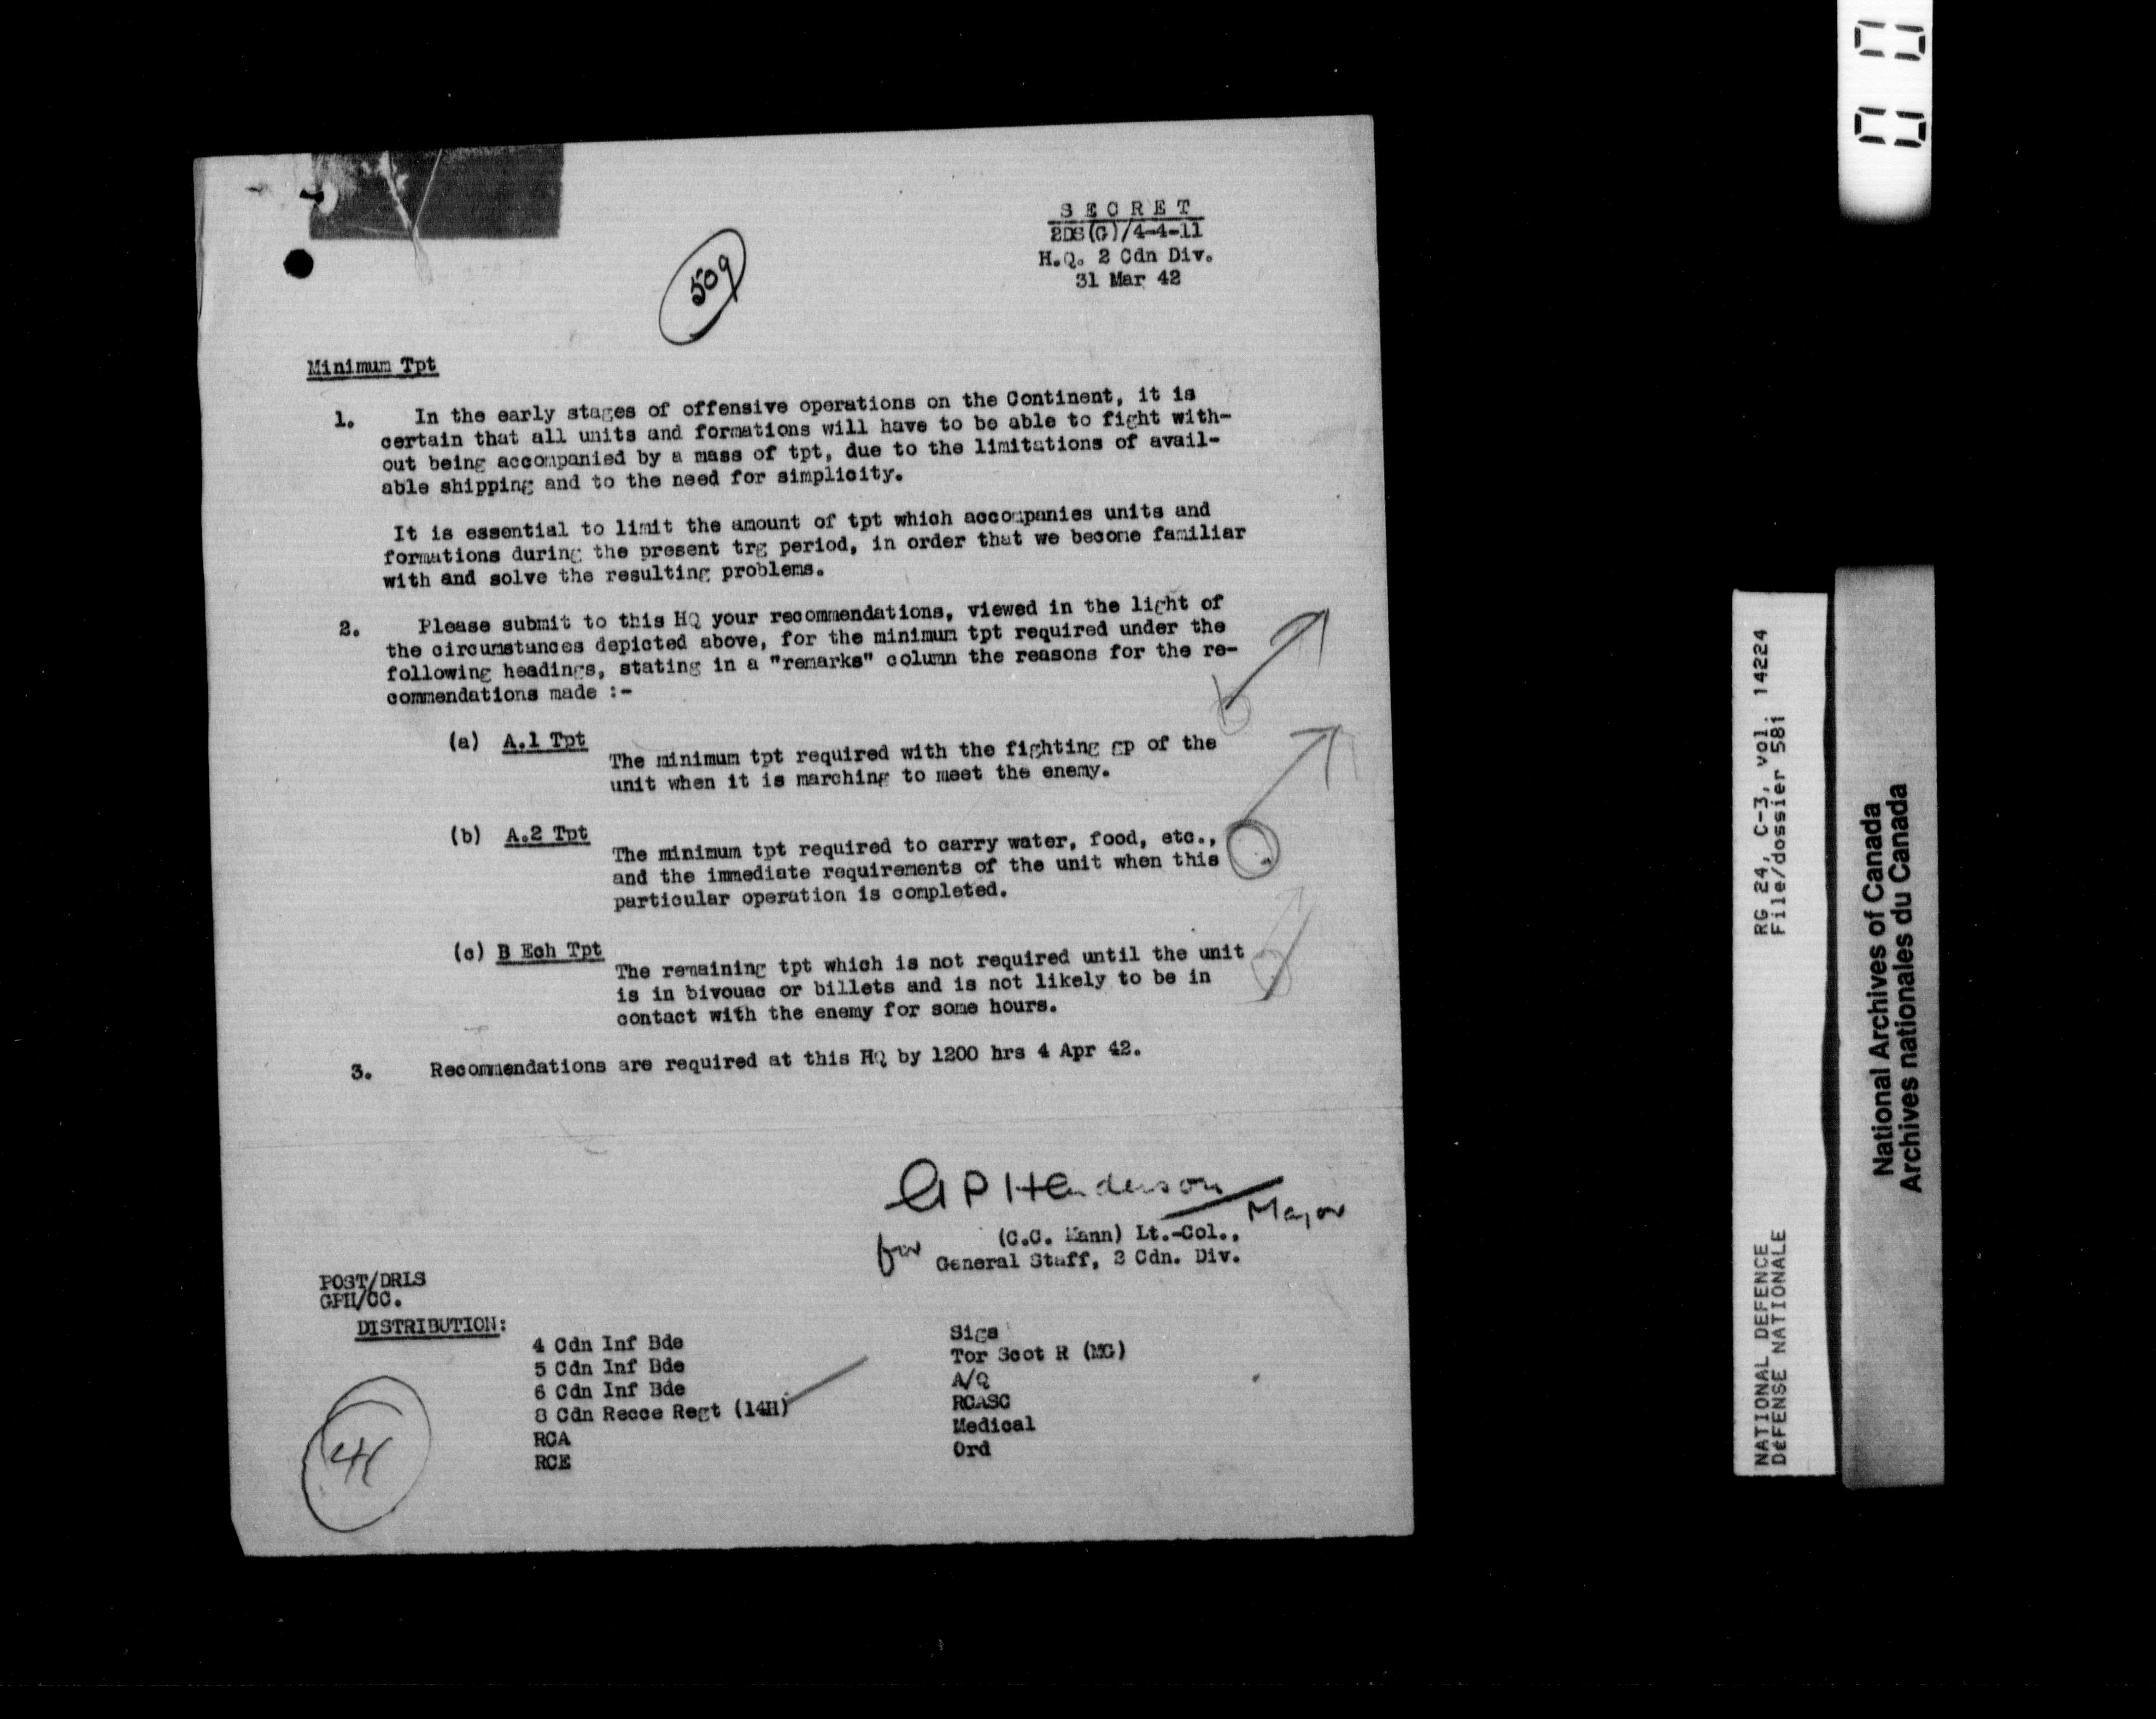 S E C R E T
2DS(G)/4-4-11
H.Q. 2 Cdn Div.
31 Mar 42
509
Minimum Tpt
1. In the early stages of offensive operations on the Continent, it is
certain that all units and formations will have to be able to fight with-
out being accompanied by a mass of tpt, due to the limitations of avail-
able shipping and to the need for simplicity.
It is essential to limit the amount of tpt which accompanies units and
formations during the present trg period, in order that we become familiar
with and solve the resulting problems.
2. Please submit to this HQ your recommendations, viewed in the light of
the circumstances depicted above, for the minimum tpt required under the
following headings, stating in a "remarks" column the reasons for the re-
commendations made :-
(a) A.1 Tpt
The minimum tpt required with the fighting gp of the
unit when it is marching to meet the enemy.
(b) A.2 Tpt
The minimum tpt required to carry water, food, etc.,
and the immediate requirements of the unit when this
particular operation is completed.
(c) B Ech Tpt
The remaining tpt which is not required until the unit
is in bivouac or billets and is not likely to be in
contact with the enemy for some hours.
3. Recommendations are required at this HQ by 1200 hrs 4 Apr 42.
GPHenderson
Major
for (C.C. Mann) Lt.-Col.,
General Staff, 2 Cdn. Div.
POST/DRLS
GPH/CC.
DISTRIBUTION:
4 Cdn Inf Bde
5 Cdn Inf Bde
6 Cdn Inf Bde
8 Cdn Recce Regt (14H)
RCA
RCE
Sigs
Tor Scot R (MG)
A/Q
RCASC
Medical
Ord
NATIONAL DEFENCE RG 24, C-3, vol. 14224
DéFENSE NATIONALE File/dossier 581
National Archives of Canada
Archives nationales du Canada